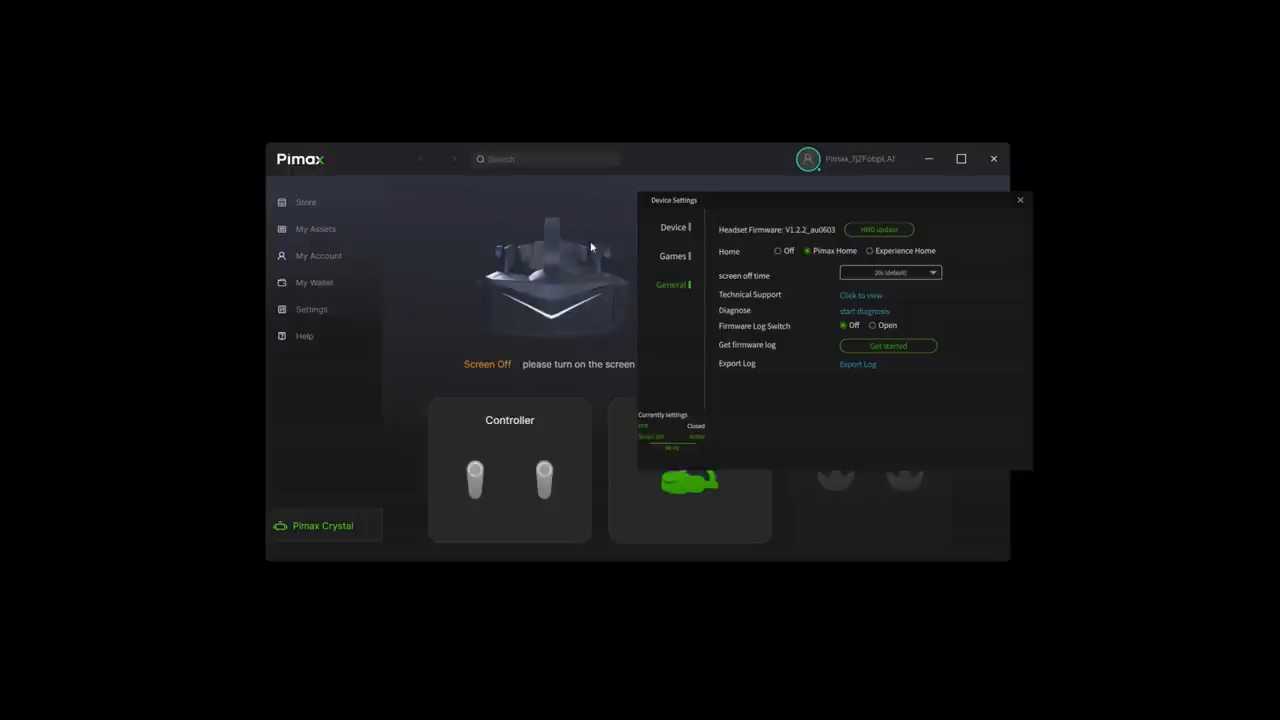 Pimax
Search
Store
My Assets
My Account
My Wallet
Settings
Help
Pimax Crystal
Screen Off please turn on the screen
Controller
Device Settings
Device
Games
General
Headset Firmware: V1.2.2_au0603 HMD update
Home Off Pimax Home Experience Home
screen off time 20s (default)
Technical Support Click to view
Diagnose start diagnosis
Firmware Log Switch Off Open
Get firmware log Get started
Export Log Export Log
Currently settings
Closed
Active